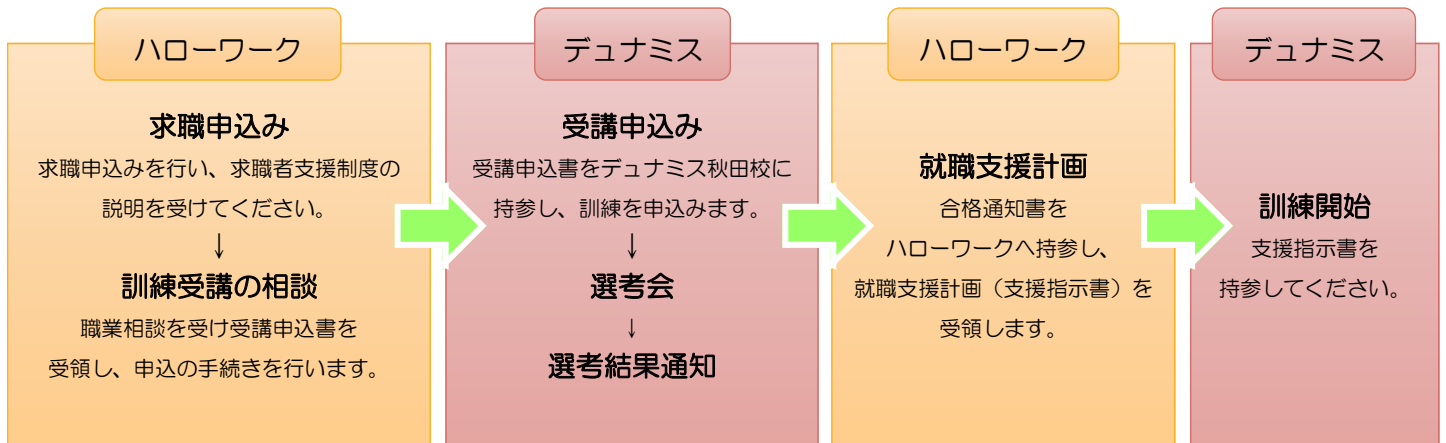 ハローワーク
求職申込み
求職申込みを行い、求職者支援制度の
説明を受けてください。
↓
訓練受講の相談
職業相談を受け受講申込書を
受領し、申込の手続きを行います。
デュナミス
受講申込み
受講申込書をデュナミス秋田校に
持参し、訓練を申込みます。
↓
選考会
↓
選考結果通知
ハローワーク
就職支援計画
合格通知書を
ハローワークへ持参し、
就職支援計画（支援指示書）を
受領します。
デュナミス
訓練開始
支援指示書を
持参してください。